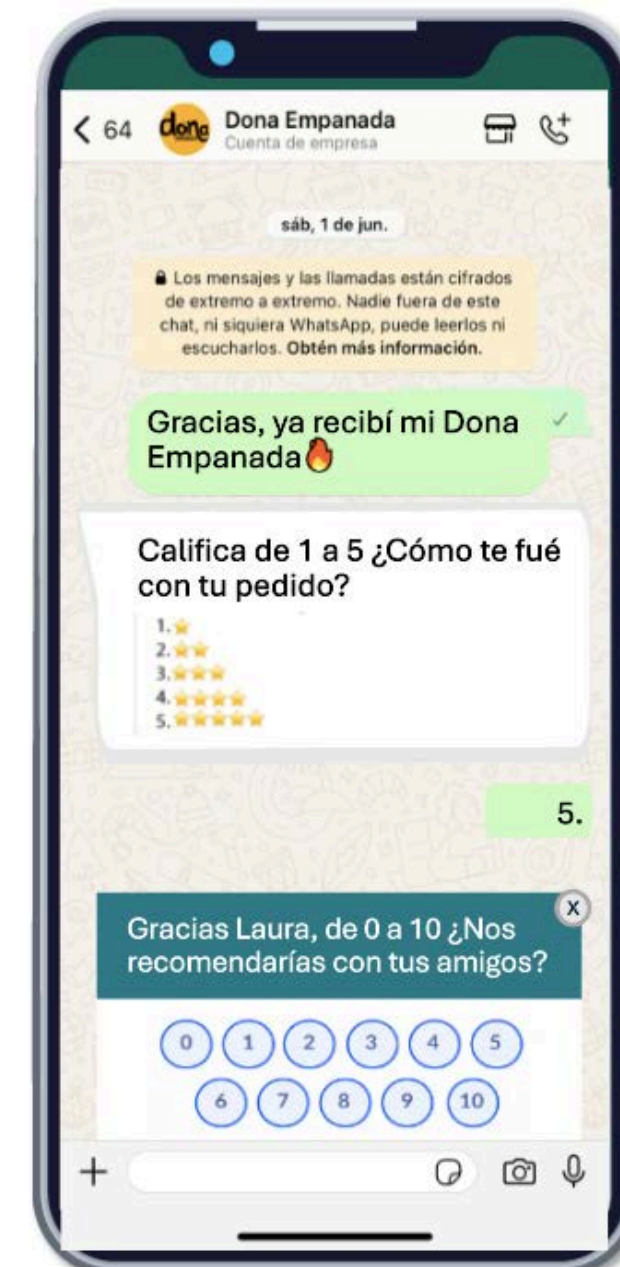 64
dona
Dona Empanada
Cuenta de empresa
sáb, 1 de jun.
Los mensajes y las llamadas están cifrados
de extremo a extremo. Nadie fuera de este
chat, ni siquiera WhatsApp, puede leerlos ni
escucharlos. Obtén más información.
Gracias, ya recibí mi Dona
Empanada🔥
Califica de 1 a 5 ¿Cómo te fué
con tu pedido?
1.⭐
2.⭐⭐
3.⭐⭐⭐
4.⭐⭐⭐⭐
5.⭐⭐⭐⭐⭐
5.
X
Gracias Laura, de 0 a 10 ¿Nos
recomendarías con tus amigos?
0 1 2 3 4 5
6 7 8 9 10